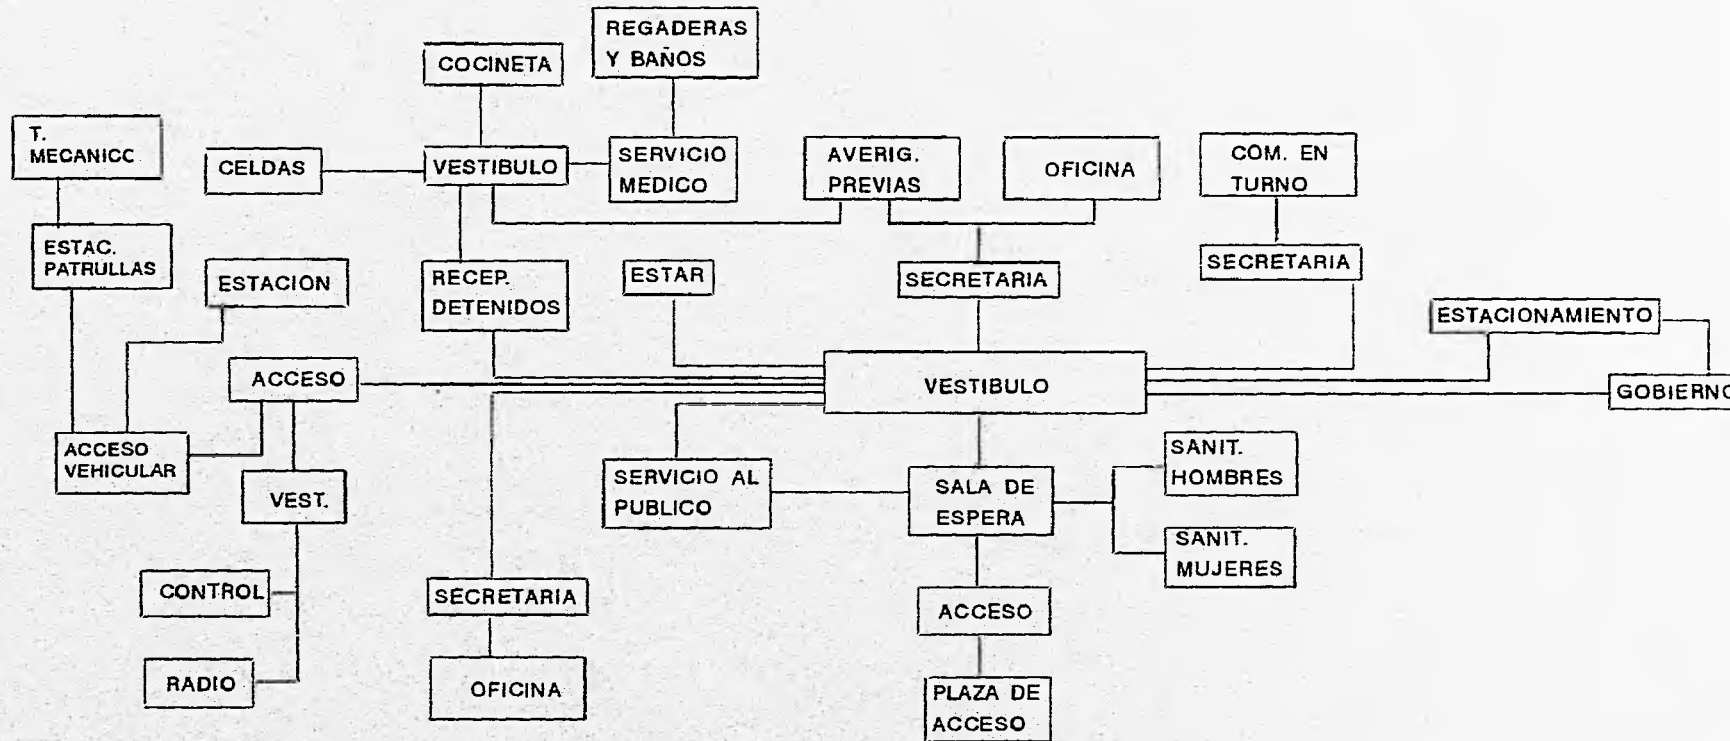 REGADERAS
Y BAÑOS
COCINETA
T.
MECANICC
CELDAS
VESTIBULO
SERVICIO
MEDICO
AVERIG.
PREVIAS
OFICINA
COM. EN
TURNO
ESTAC.
PATRULLAS
ESTACION
RECEP.
DETENIDOS
ESTAR
SECRETARIA
SECRETARIA
ESTACIONAMIENTO
ACCESO
VESTIBULO
GOBIERNO
ACCESO
VEHICULAR
VEST.
SERVICIO AL
PUBLICO
SALA DE
ESPERA
SANIT.
HOMBRES
SANIT.
MUJERES
CONTROL
SECRETARIA
ACCESO
RADIO
OFICINA
PLAZA DE
ACCESO